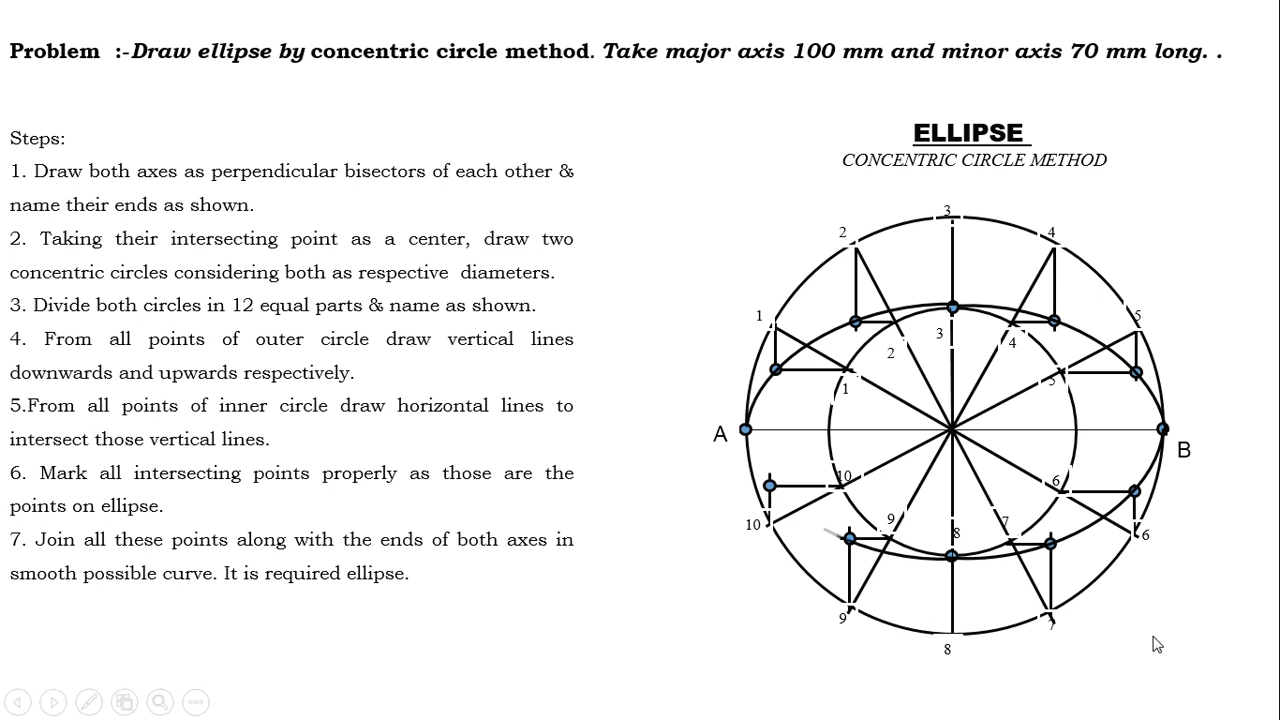 Problem :-Draw ellipse by concentric circle method. Take major axis 100 mm and minor axis 70 mm long. .
Steps:
1. Draw both axes as perpendicular bisectors of each other &
name their ends as shown.
2. Taking their intersecting point as a center, draw two
concentric circles considering both as respective diameters.
3. Divide both circles in 12 equal parts & name as shown.
4. From all points of outer circle draw vertical lines
downwards and upwards respectively.
5.From all points of inner circle draw horizontal lines to
intersect those vertical lines.
6. Mark all intersecting points properly as those are the
points on ellipse.
7. Join all these points along with the ends of both axes in
smooth possible curve. It is required ellipse.
ELLIPSE
CONCENTRIC CIRCLE METHOD
3
2
4
1
5
3
4
2
5
1
A
B
10
6
9
7
8
10
6
9
7
8